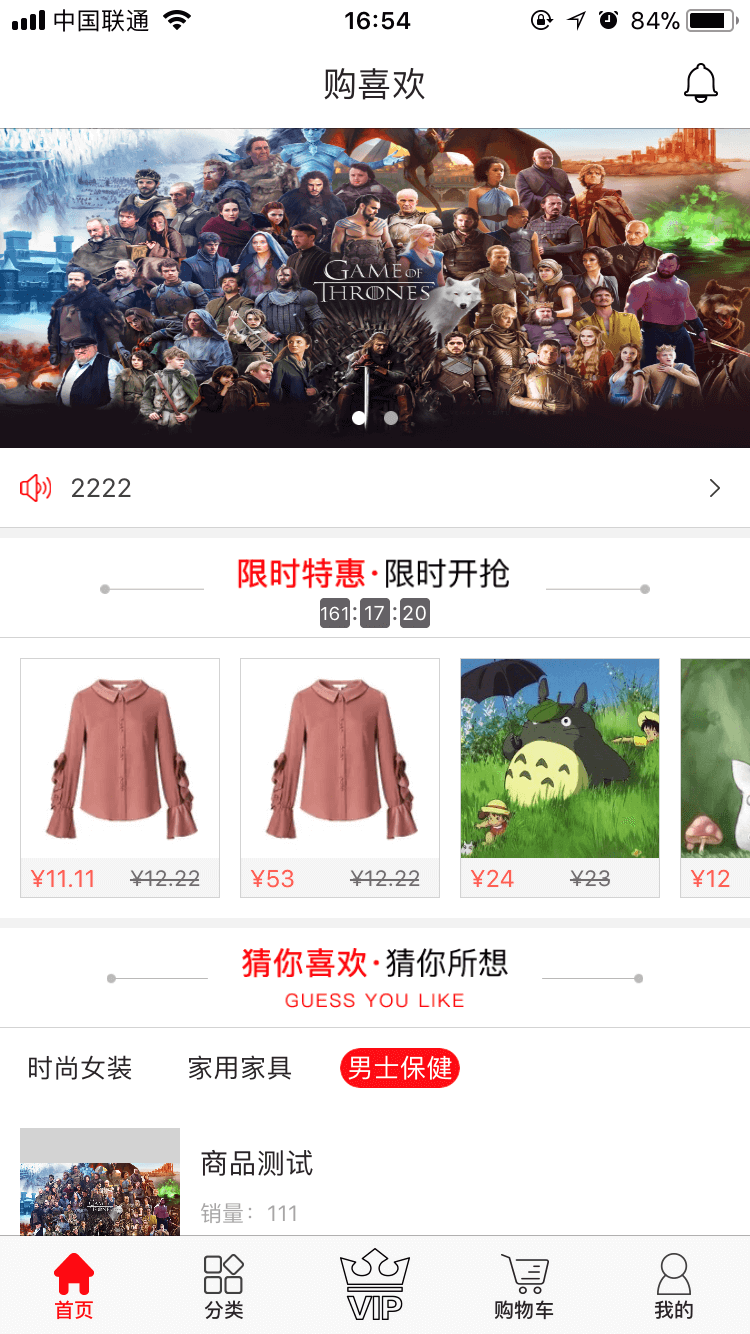 中国联通 16:54 84%
购喜欢
GAME OF
THRONES
2222
限时特惠·限时开抢
161:17:20
¥11.11 ¥12.22 ¥53 ¥12.22 ¥24 ¥23 ¥12
猜你喜欢·猜你所想
GUESS YOU LIKE
时尚女装 家用家具 男士保健
商品测试
销量：111
VIP
首页 分类 购物车 我的